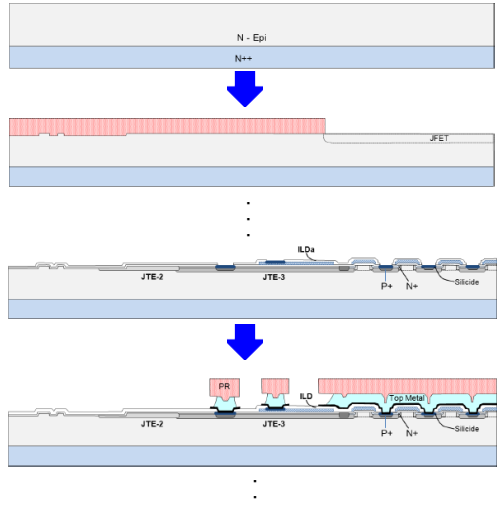 N - Epi
N++
JFET
ILDa
JTE-2
JTE-3
P+
N+
Silicide
PR
ILD
Top Metal
JTE-2
JTE-3
P+
N+
Silicide